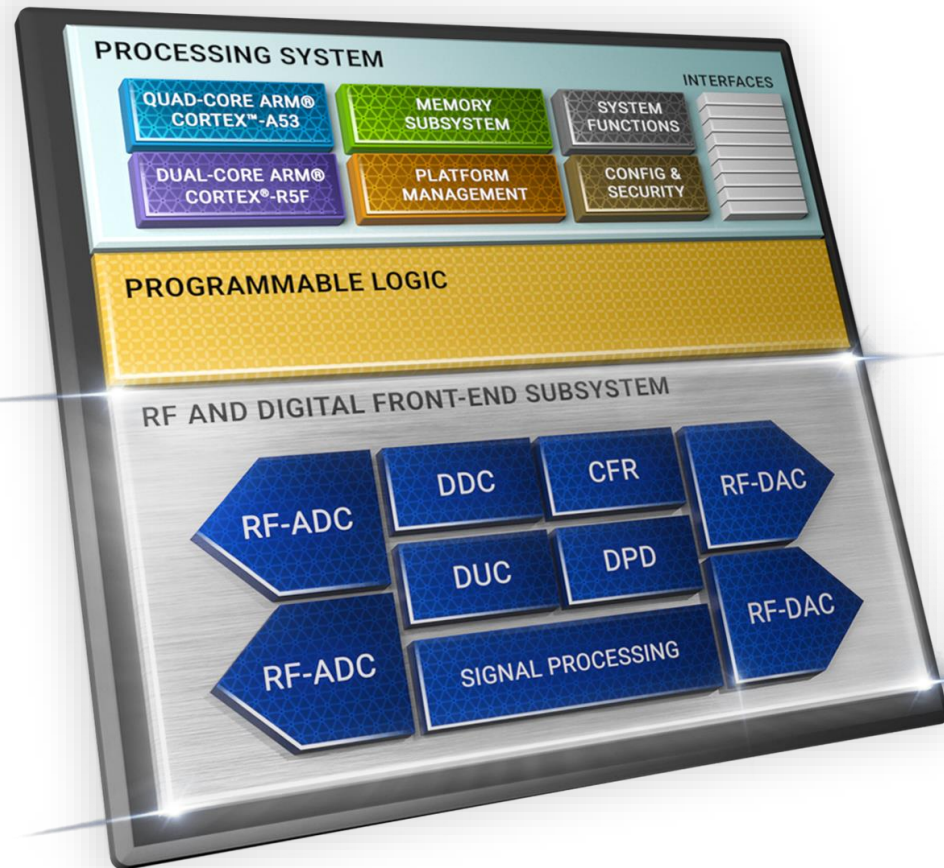 PROCESSING SYSTEM
INTERFACES
QUAD-CORE ARM®
CORTEX™-A53
MEMORY
SUBSYSTEM
SYSTEM
FUNCTIONS
DUAL-CORE ARM®
CORTEX®-R5F
PLATFORM
MANAGEMENT
CONFIG &
SECURITY
PROGRAMMABLE LOGIC
RF AND DIGITAL FRONT-END SUBSYSTEM
RF-ADC
DDC
CFR
RF-DAC
DUC
DPD
RF-DAC
RF-ADC
SIGNAL PROCESSING